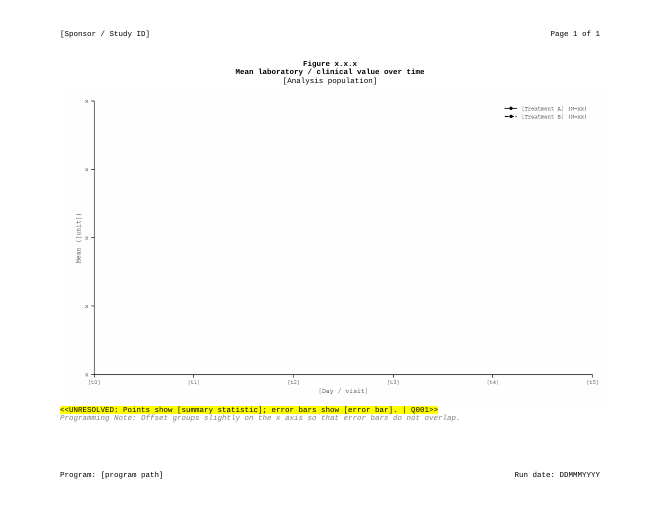 [Sponsor / Study ID] Page 1 of 1
Figure x.x.x
Mean laboratory / clinical value over time
[Analysis population]
x
[Treatment A] (N=xx)
[Treatment B] (N=xx)
x
x
Mean ([unit])
x
x
[t0] [t1] [t2] [t3] [t4] [t5]
[Day / visit]
<<UNRESOLVED: Points show [summary statistic]; error bars show [error bar]. | Q001>>
Programming Note: Offset groups slightly on the x axis so that error bars do not overlap.
Program: [program path] Run date: DDMMMYYYY